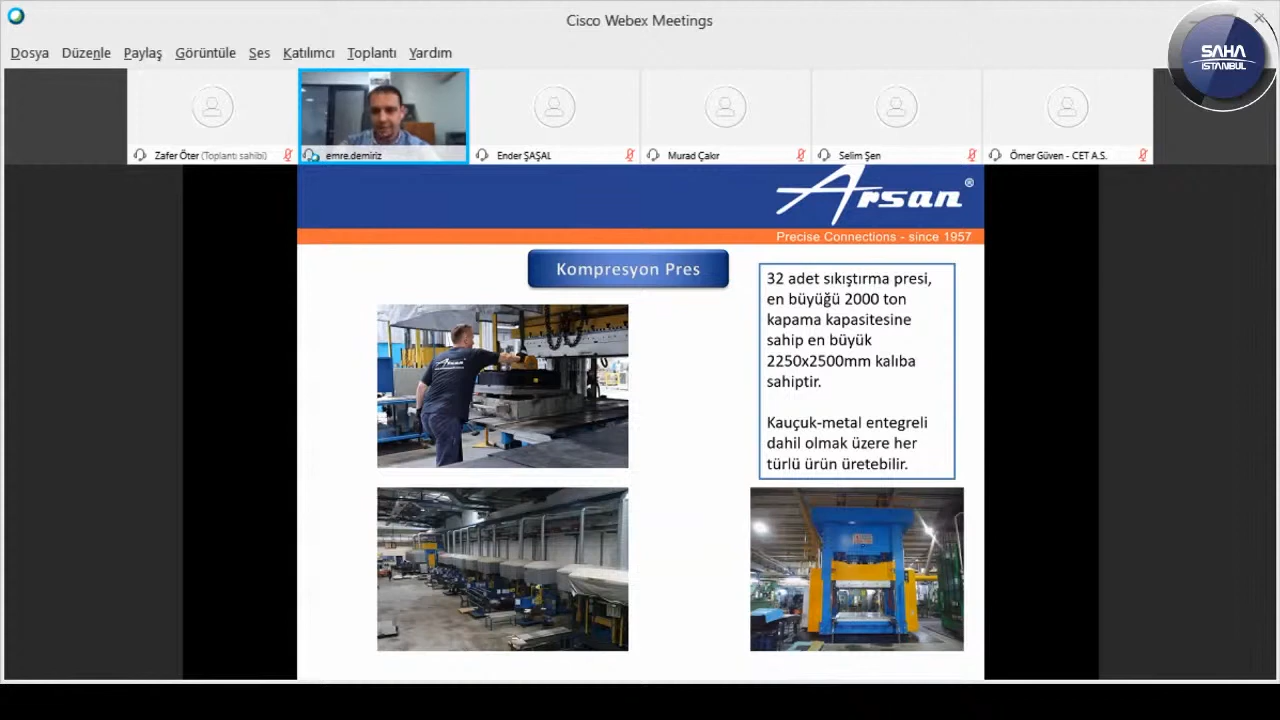 Cisco Webex Meetings
SAHA
İSTANBUL
Dosya Düzenle Paylaş Görüntüle Ses Katılımcı Toplantı Yardım
Zafer Öter (Toplantı sahibi)
emre.demiriz
Ender ŞAŞAL
Murad Çakır
Selim Şen
Ömer Güven - CET A.S.
Arsan®
Precise Connections - since 1957
Kompresyon Pres
32 adet sıkıştırma presi,
en büyüğü 2000 ton
kapama kapasitesine
sahip en büyük
2250x2500mm kalıba
sahiptir.
Kauçuk-metal entegreli
dahil olmak üzere her
türlü ürün üretebilir.
Arsan